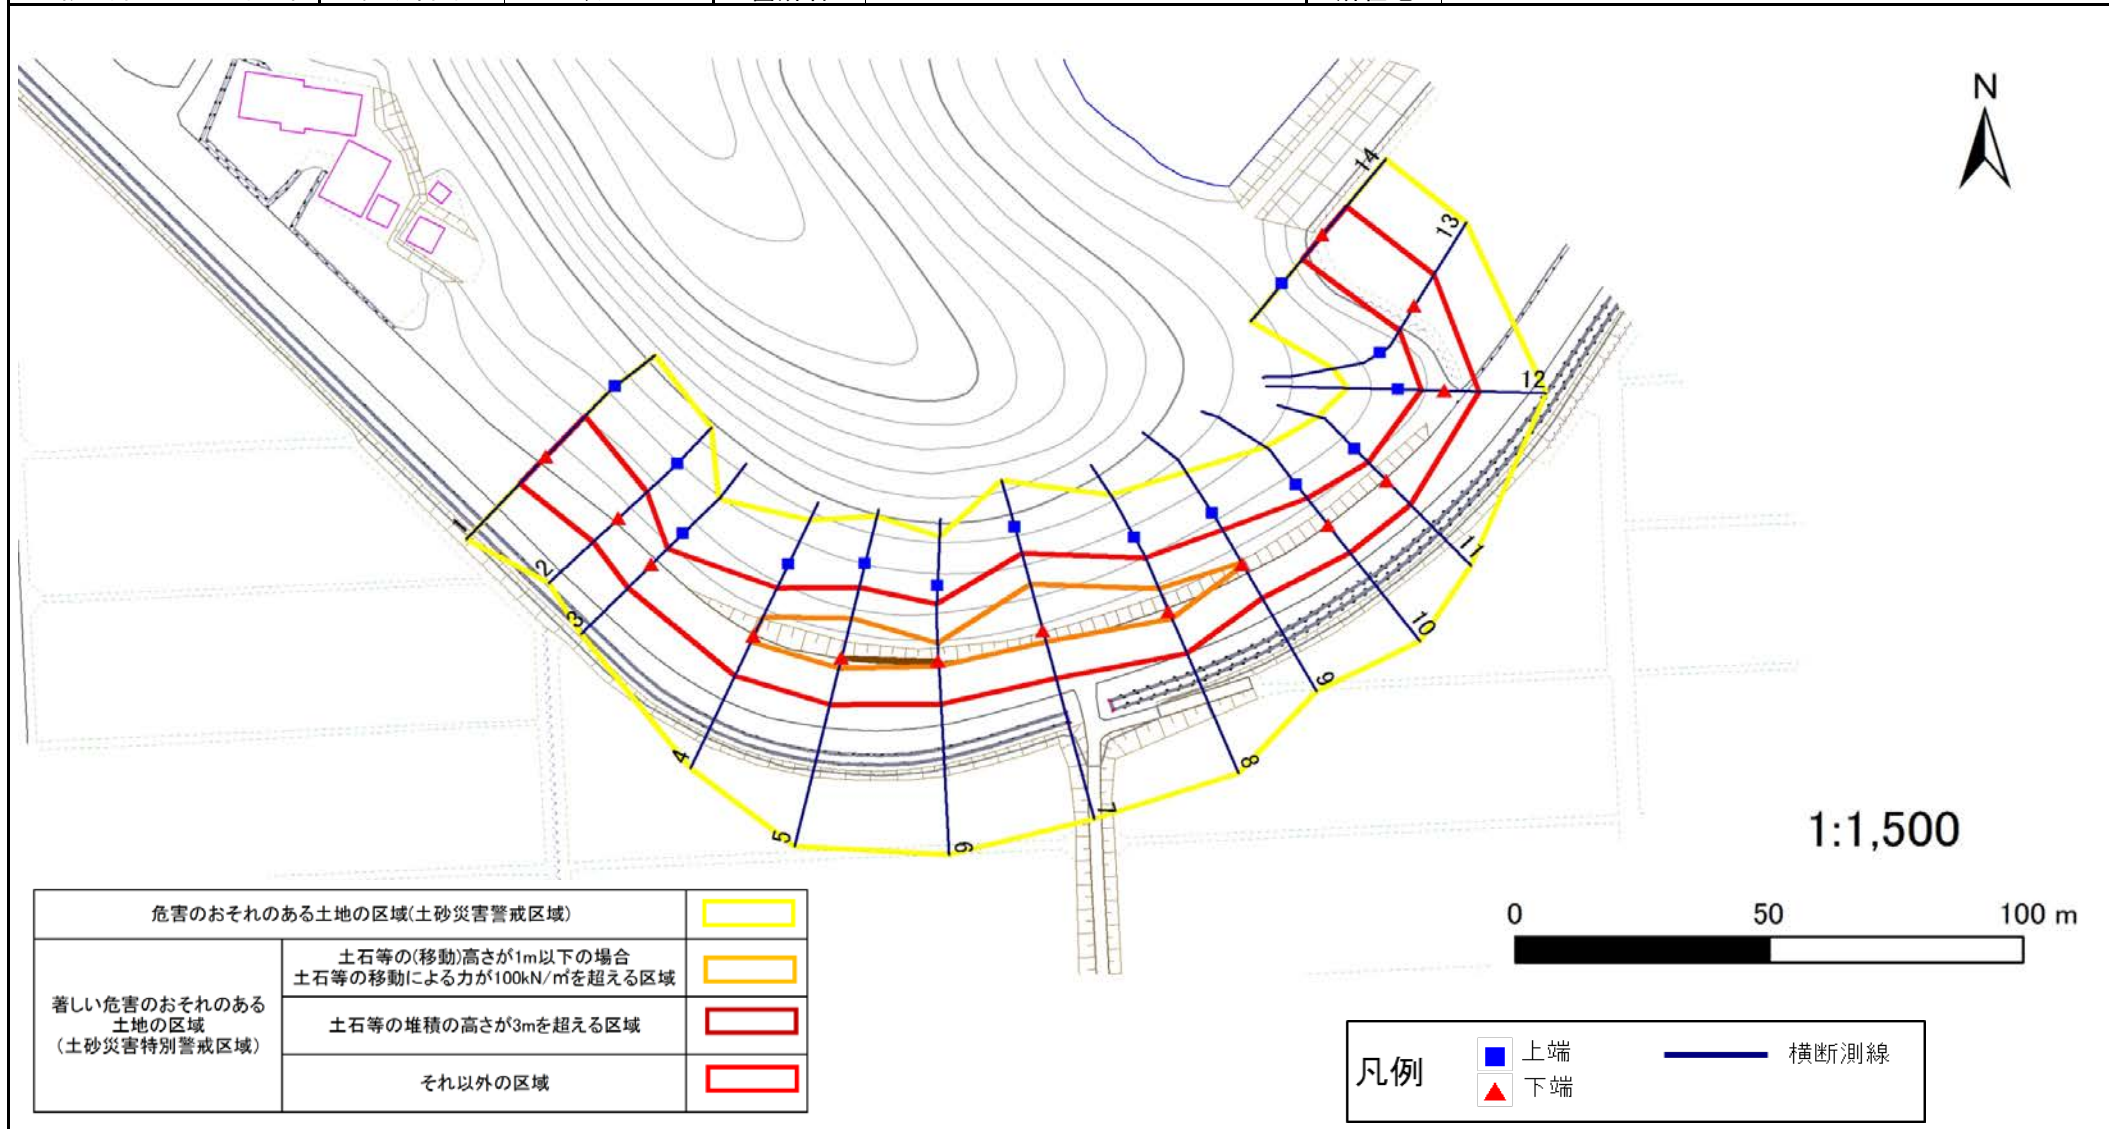 N
14
13
12
1
2
3
4
5
6
7
8
9
10
11
1:1,500
0 50 100 m
危害のおそれのある土地の区域(土砂災害警戒区域)
著しい危害のおそれのある
土地の区域
(土砂災害特別警戒区域)
土石等の(移動)高さが1m以下の場合
土石等の移動による力が100kN/㎡を超える区域
土石等の堆積の高さが3mを超える区域
それ以外の区域
凡例
上端
下端
横断測線